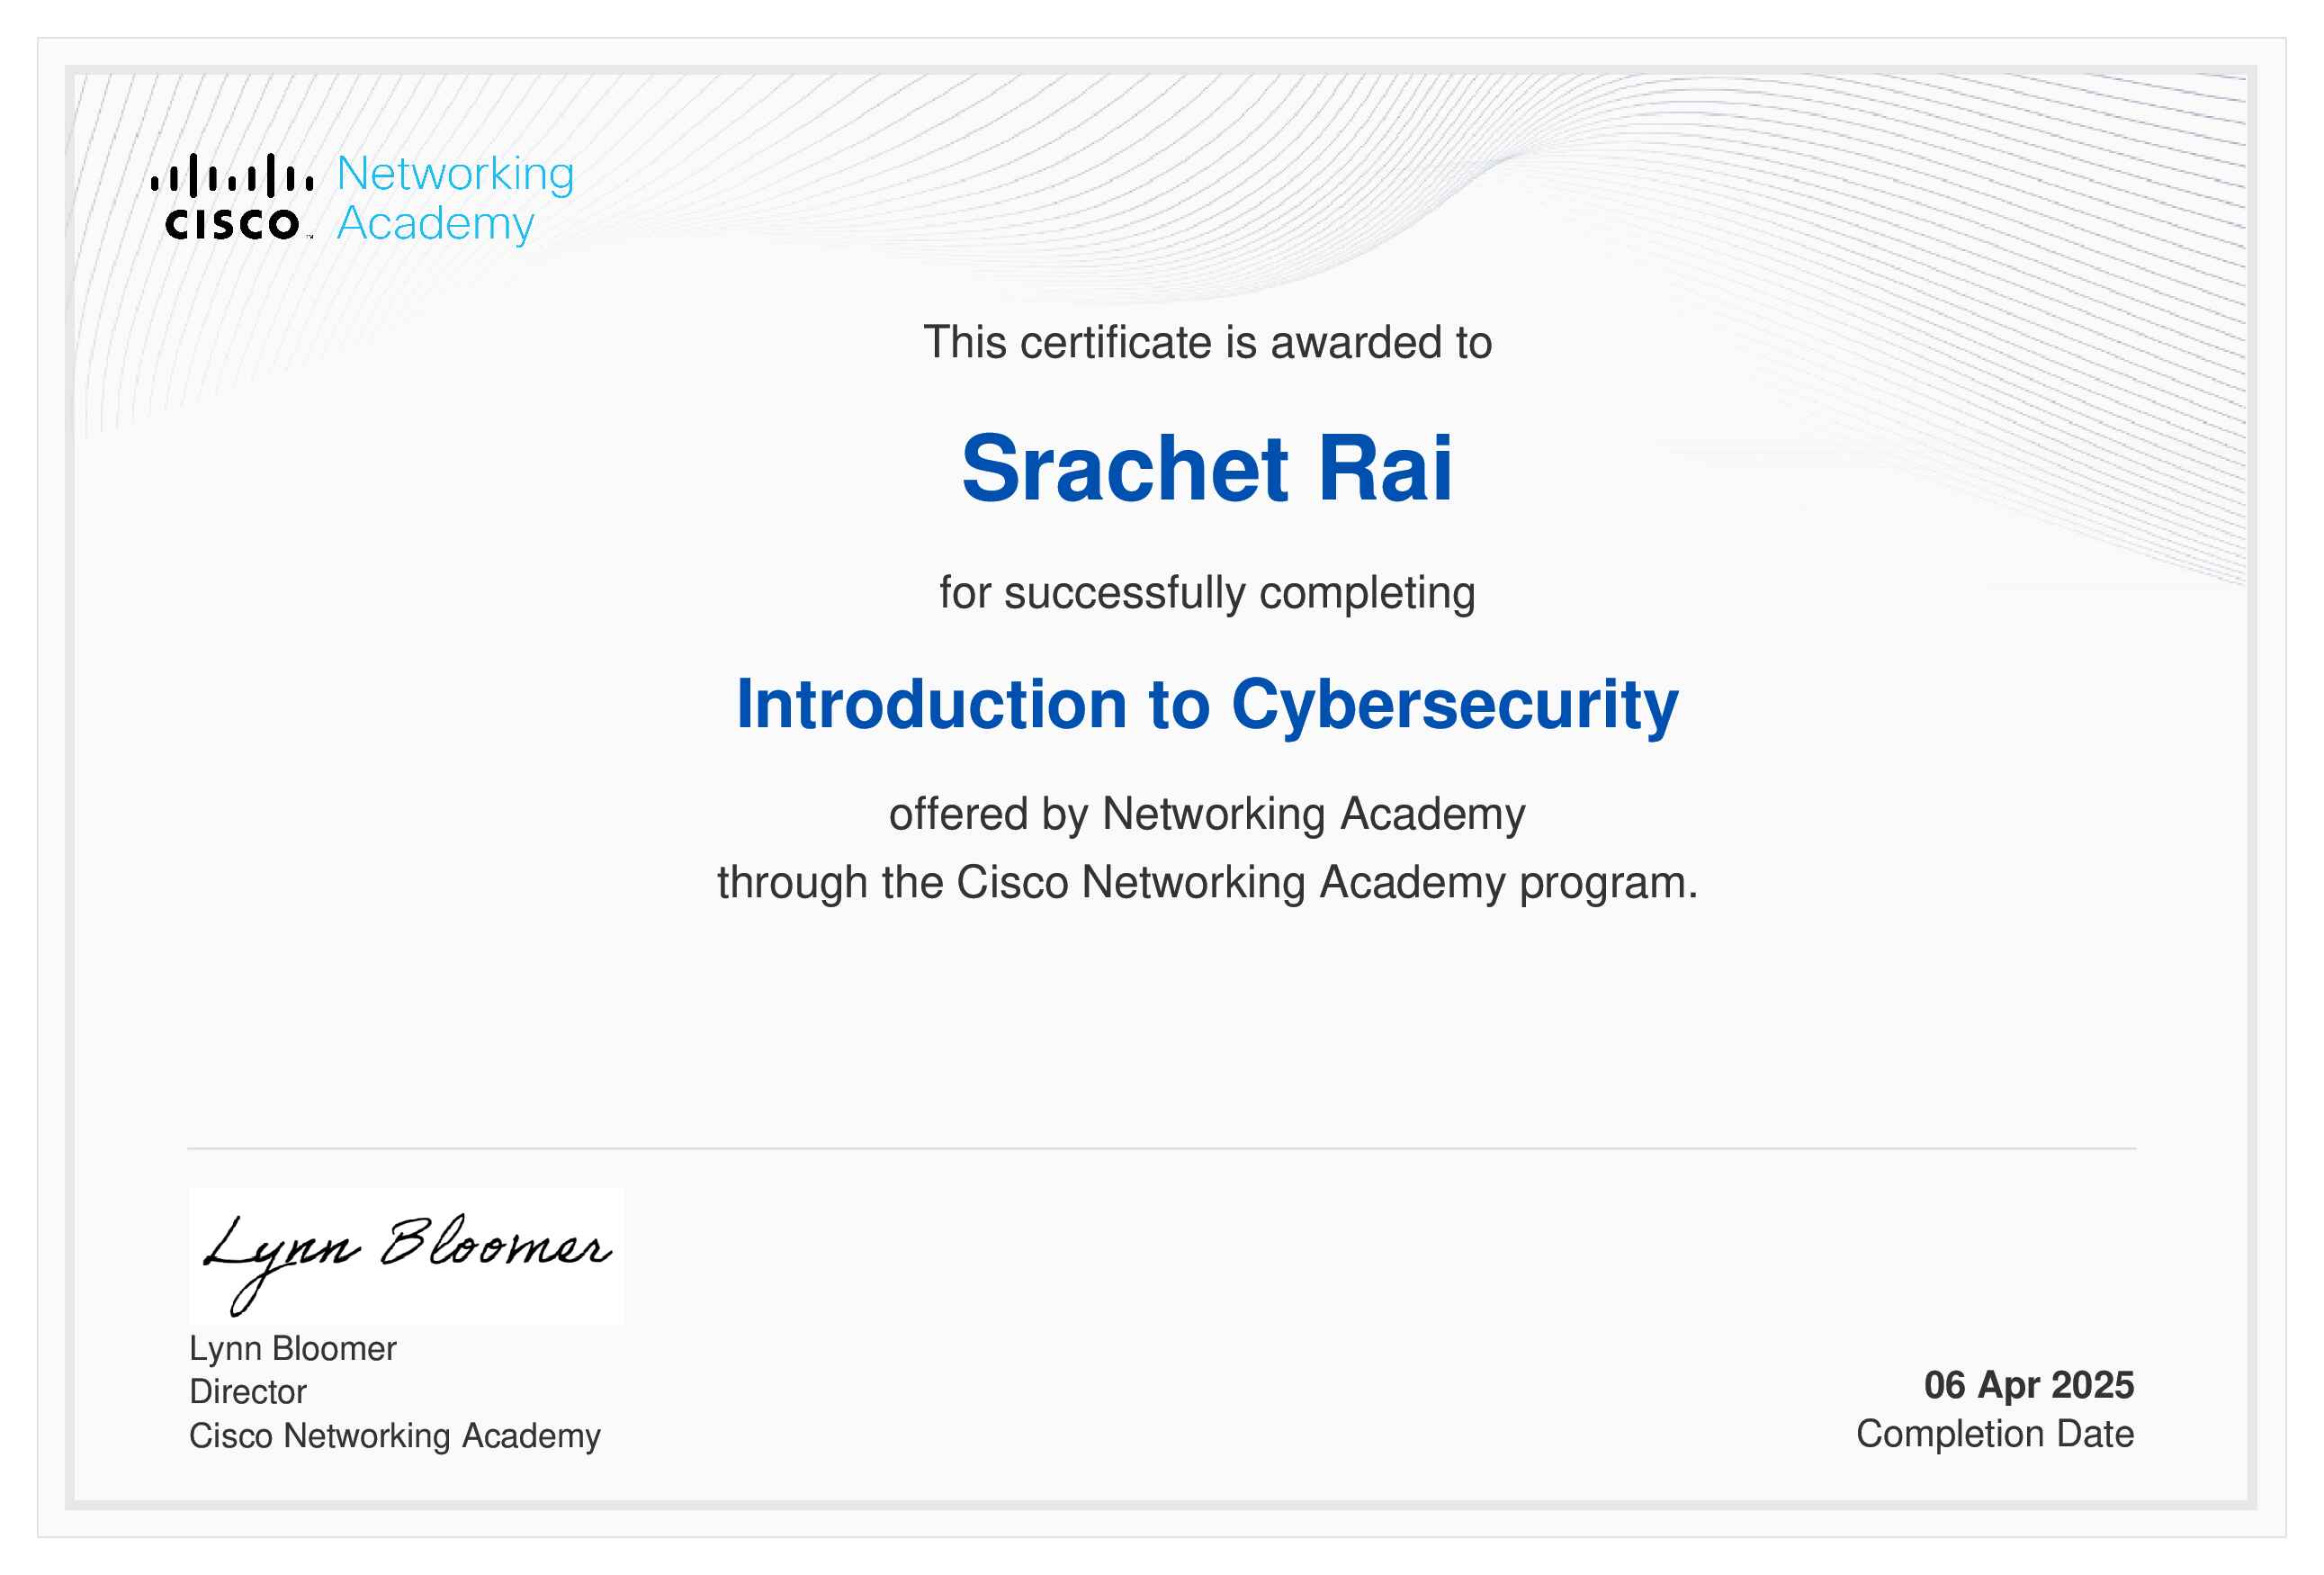 Networking
CISCO™ Academy
This certificate is awarded to
Srachet Rai
for successfully completing
Introduction to Cybersecurity
offered by Networking Academy
through the Cisco Networking Academy program.
Lynn Bloomer
Lynn Bloomer
Director
Cisco Networking Academy
06 Apr 2025
Completion Date